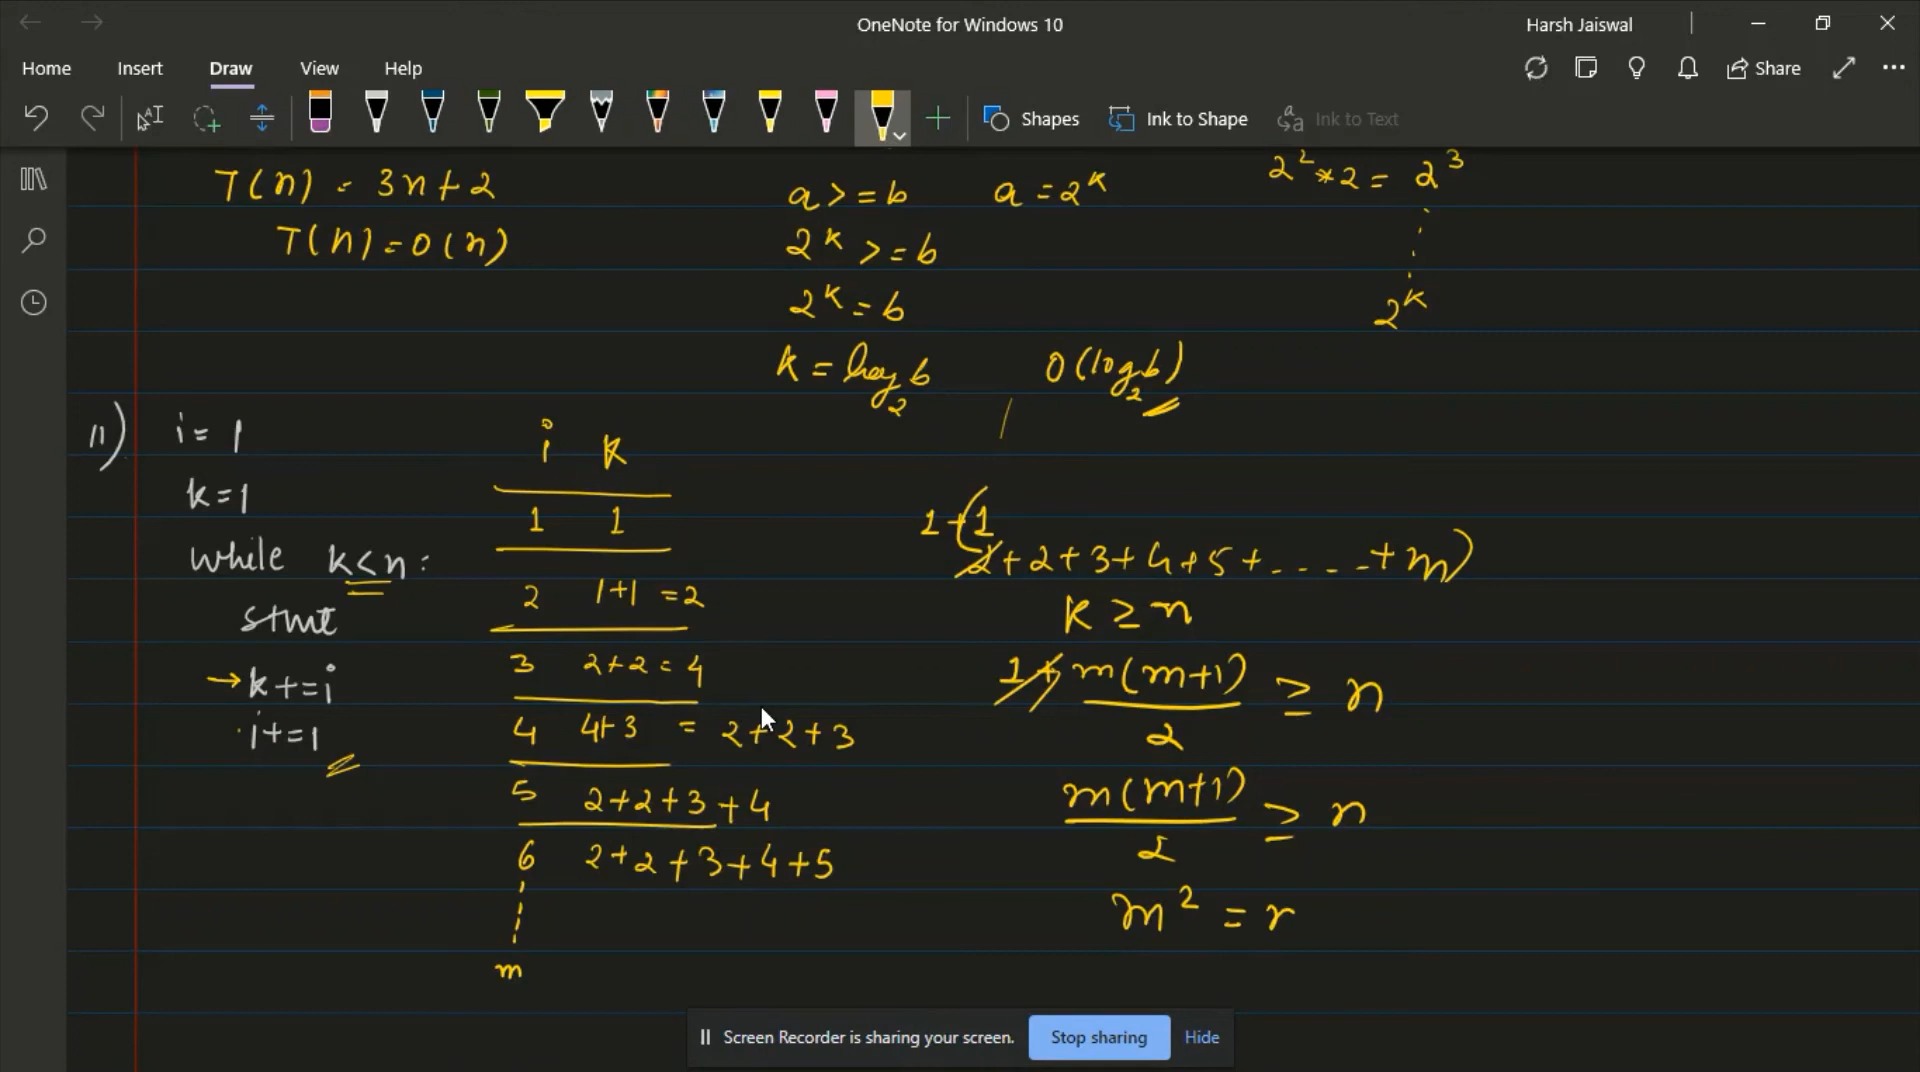 OneNote for Windows 10
Harsh Jaiswal
Home Insert Draw View Help
Share
Shapes Ink to Shape Ink to Text
T(n) = 3n+2
T(n)=O(n)
a>=b a=2^k
2^k >=b
2^k = b
k = log_2 b O(log_2 b)
2^2 * 2 = 2^3
2^k
11) i = 1
k=1
while k<n:
stmt
→ k+=i
i+=1
i k
1 1
2 1+1 =2
3 2+2 = 4
4 4+3 = 2+2+3
5 2+2+3+4
6 2+2+3+4+5
m
1+(1
2+2+3+4+5+.....+m)
k ≥ n
1+ m(m+1)/2 ≥ n
m(m+1)/2 ≥ n
m^2 = r
Screen Recorder is sharing your screen. Stop sharing Hide